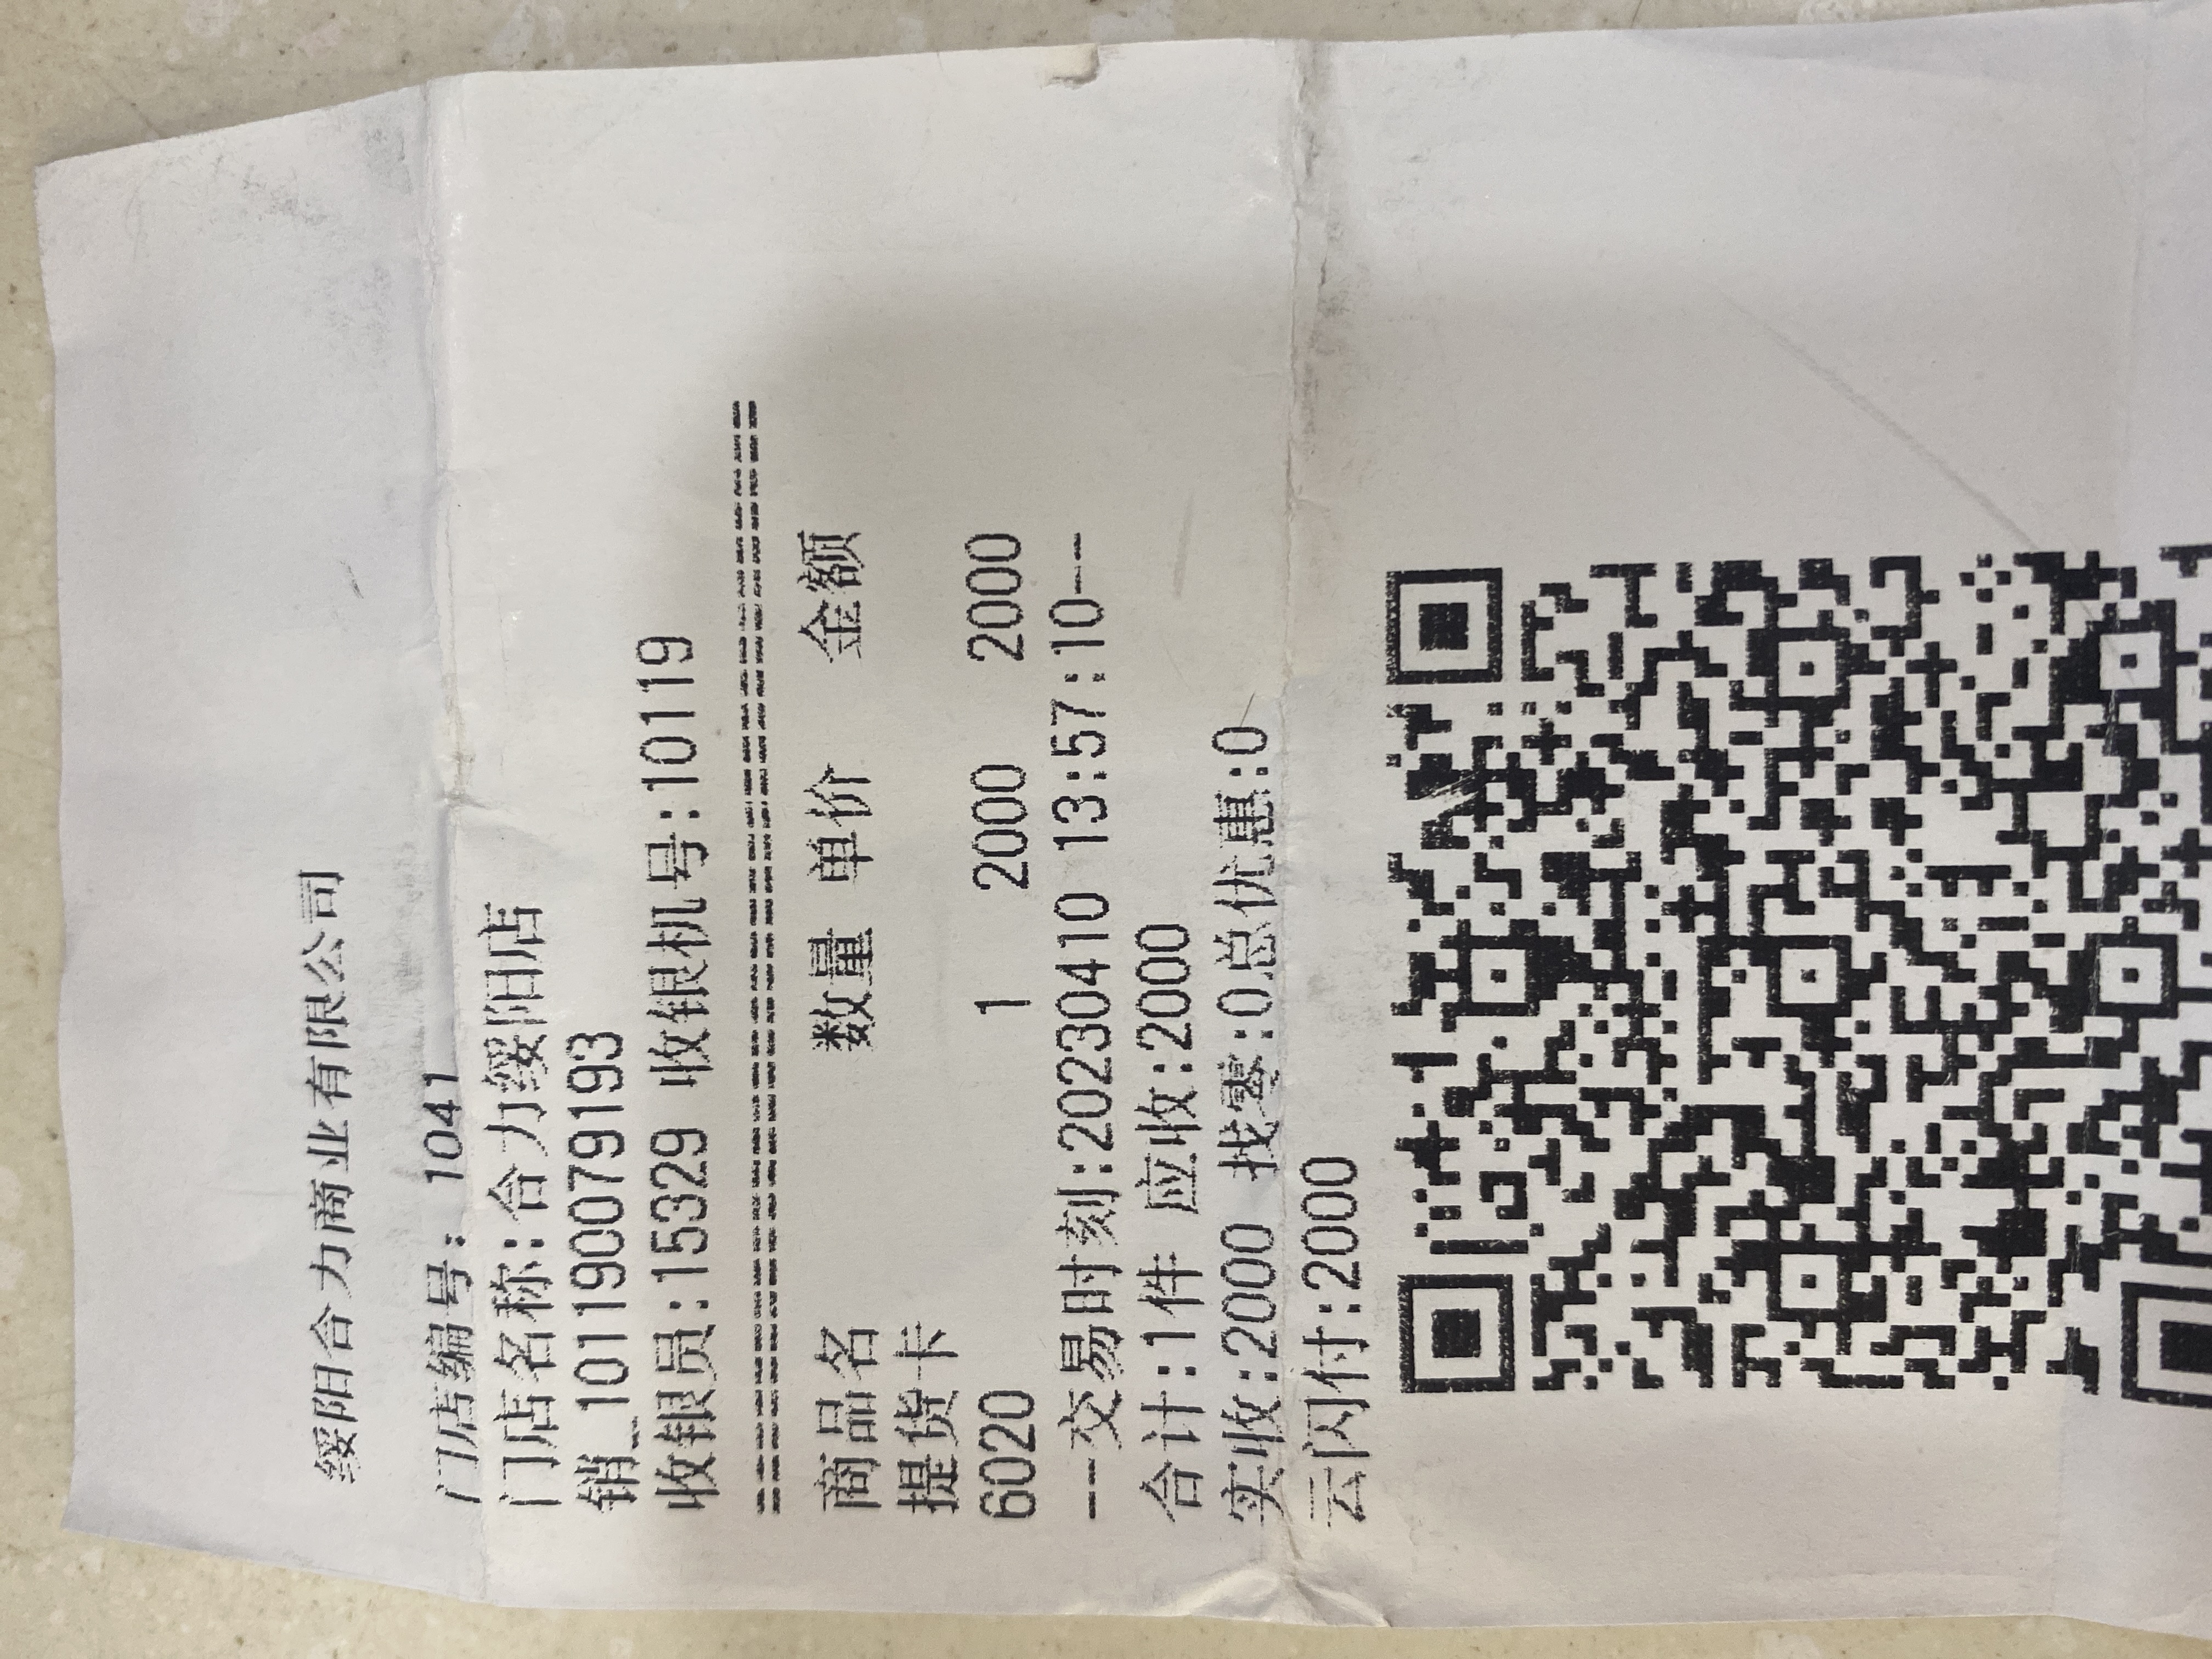 绥阳合力商业有限公司
门店编号: 1041
门店名称:合力绥阳店
销_101190079193
收银员:15329 收银机号:10119
========================================
商品名 数量 单价 金额
提货卡
6020 1 2000 2000
--交易时刻:20230410 13:57:10--
合计:1件 应收:2000
实收:2000 找零:0总优惠:0
云闪付:2000